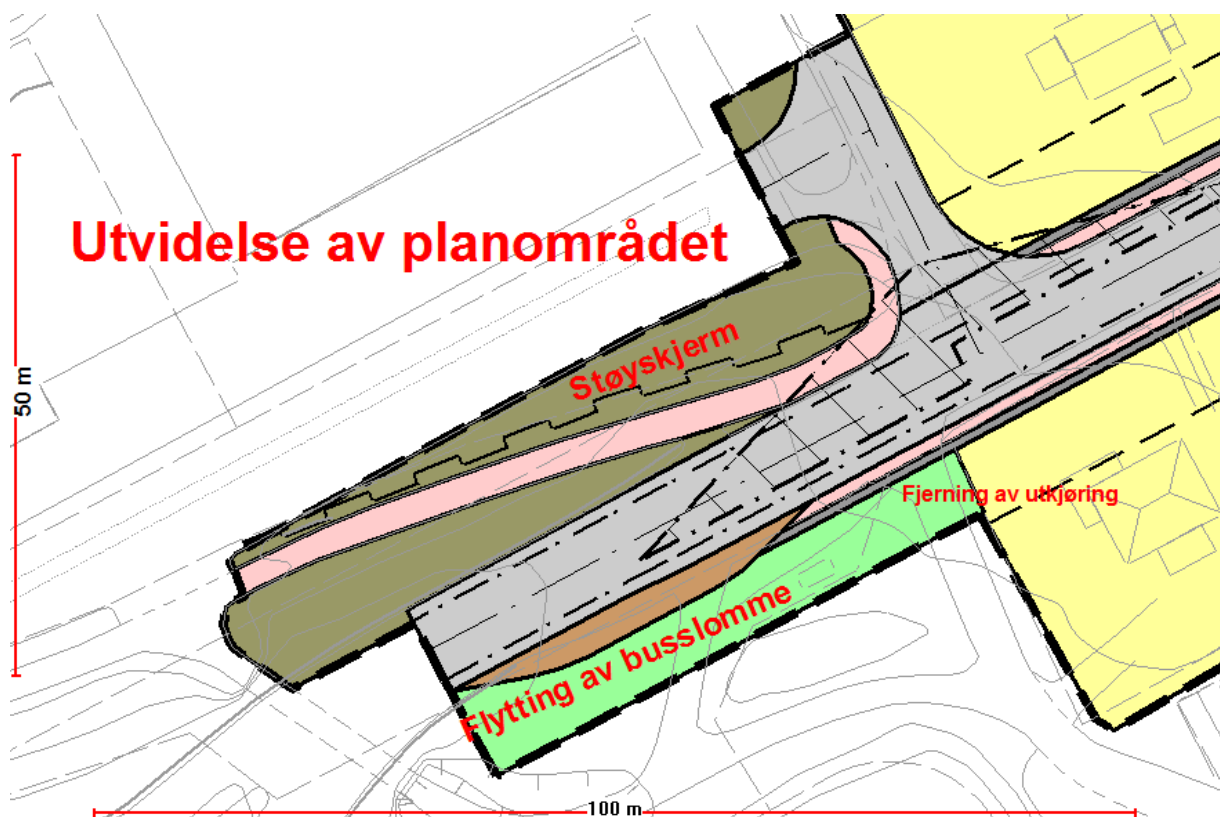 Utvidelse av planområdet
Støyskjerm
50 m
Fjerning av utkjøring
Flytting av busslomme
100 m